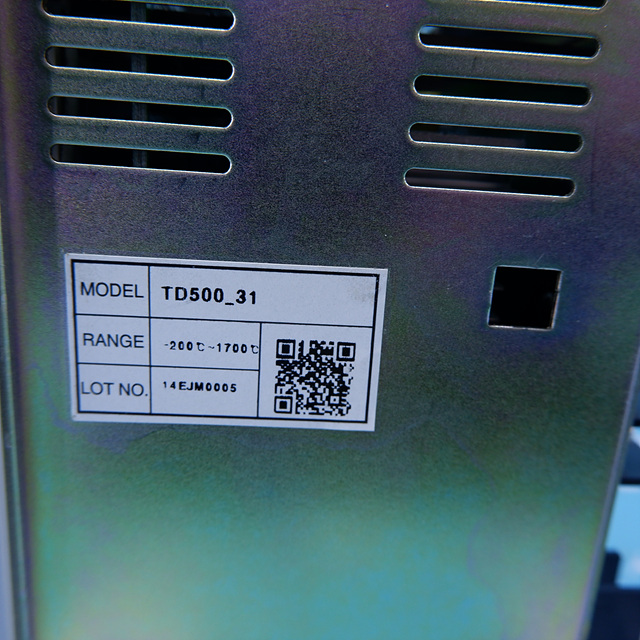 MODEL TD500_31
RANGE -200℃~1700℃
LOT NO. 14EJM0005